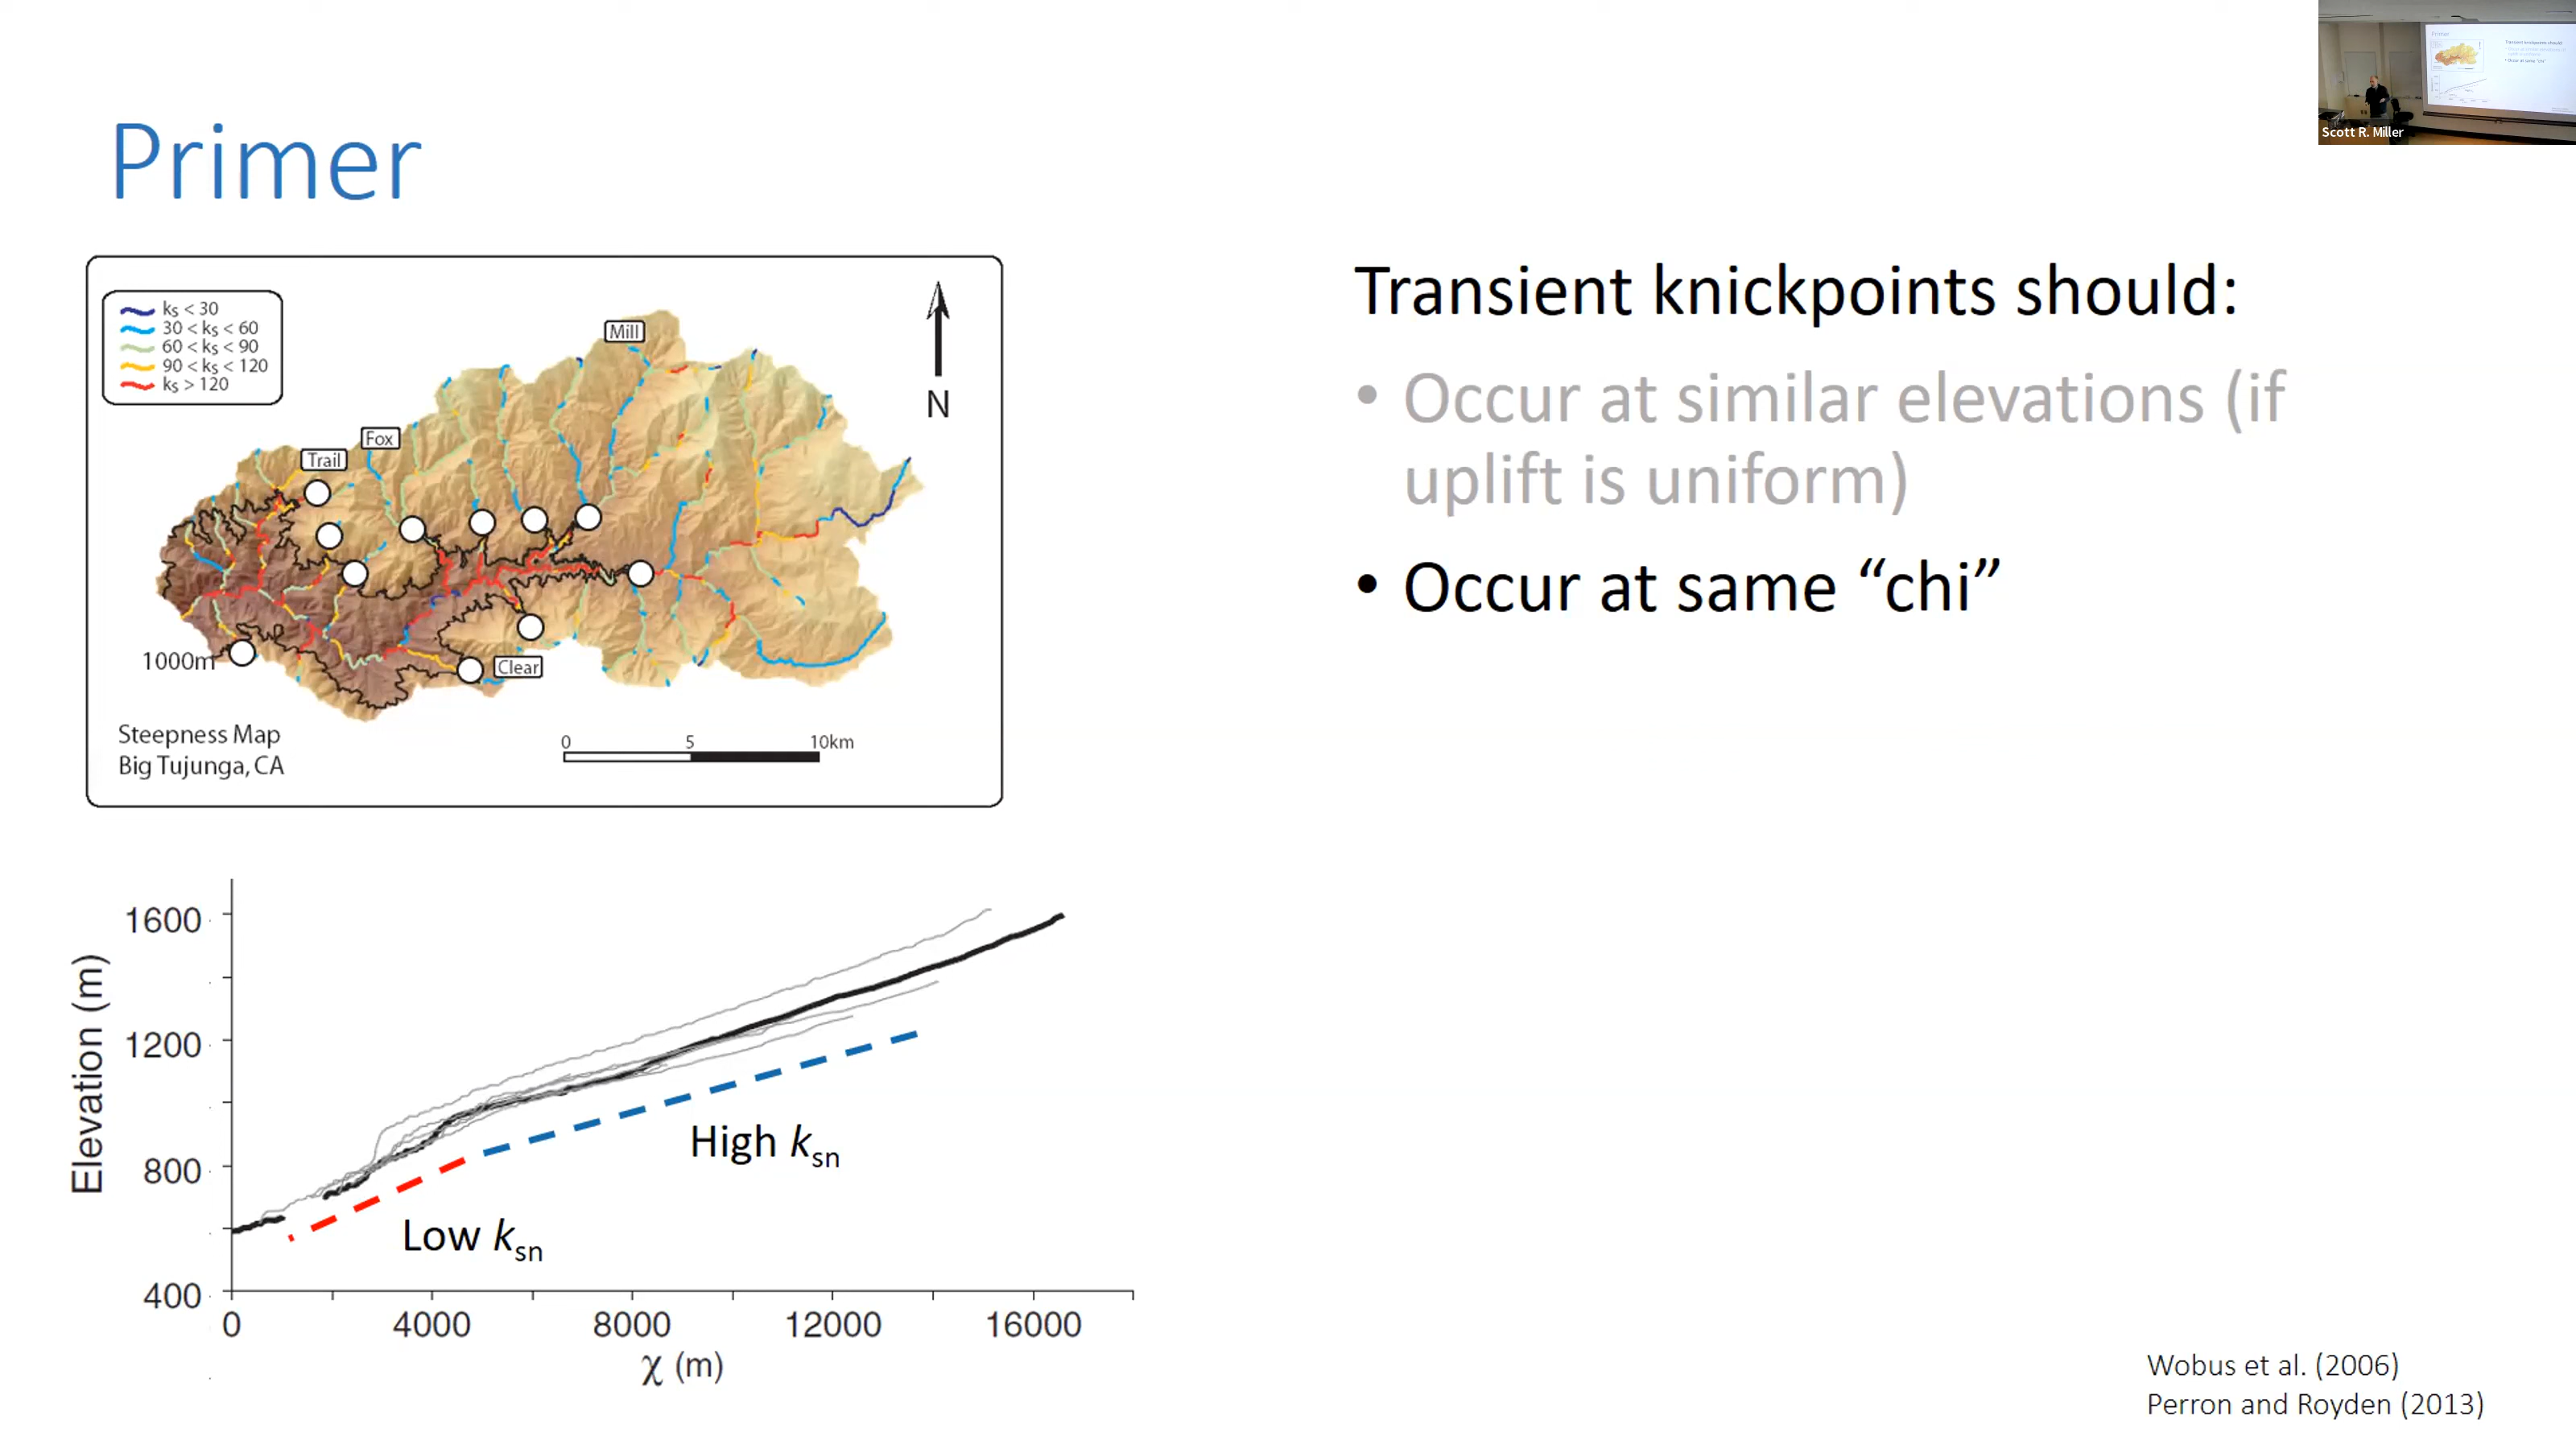 Scott R. Miller
Primer
Transient knickpoints should:
• Occur at similar elevations (if
uplift is uniform)
• Occur at same “chi”
ks < 30
30 < ks < 60
60 < ks < 90
90 < ks < 120
ks > 120
Mill
N
Fox
Trail
1000m
Clear
Steepness Map
Big Tujunga, CA
0 5 10km
1600
1200
800
400
Elevation (m)
High ksn
Low ksn
0 4000 8000 12000 16000
χ (m)
Wobus et al. (2006)
Perron and Royden (2013)